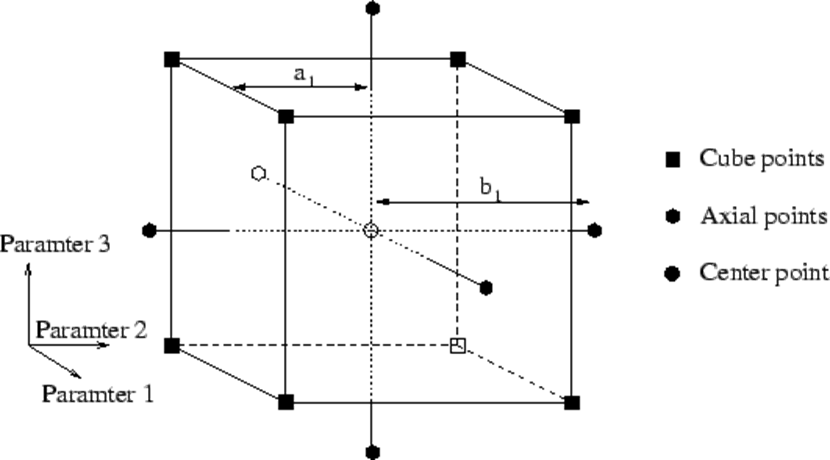 a1
Cube points
b1
Axial points
Paramter 3
Center point
Paramter 2
Paramter 1